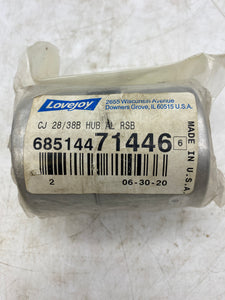 Lovejoy
2655 Wisconsin Avenue
Downers Grove, IL 60515 U.S.A.
CJ 28/38B HUB AL RSB
68514471446 6
MADE IN U.S.A.
2 06-30-20